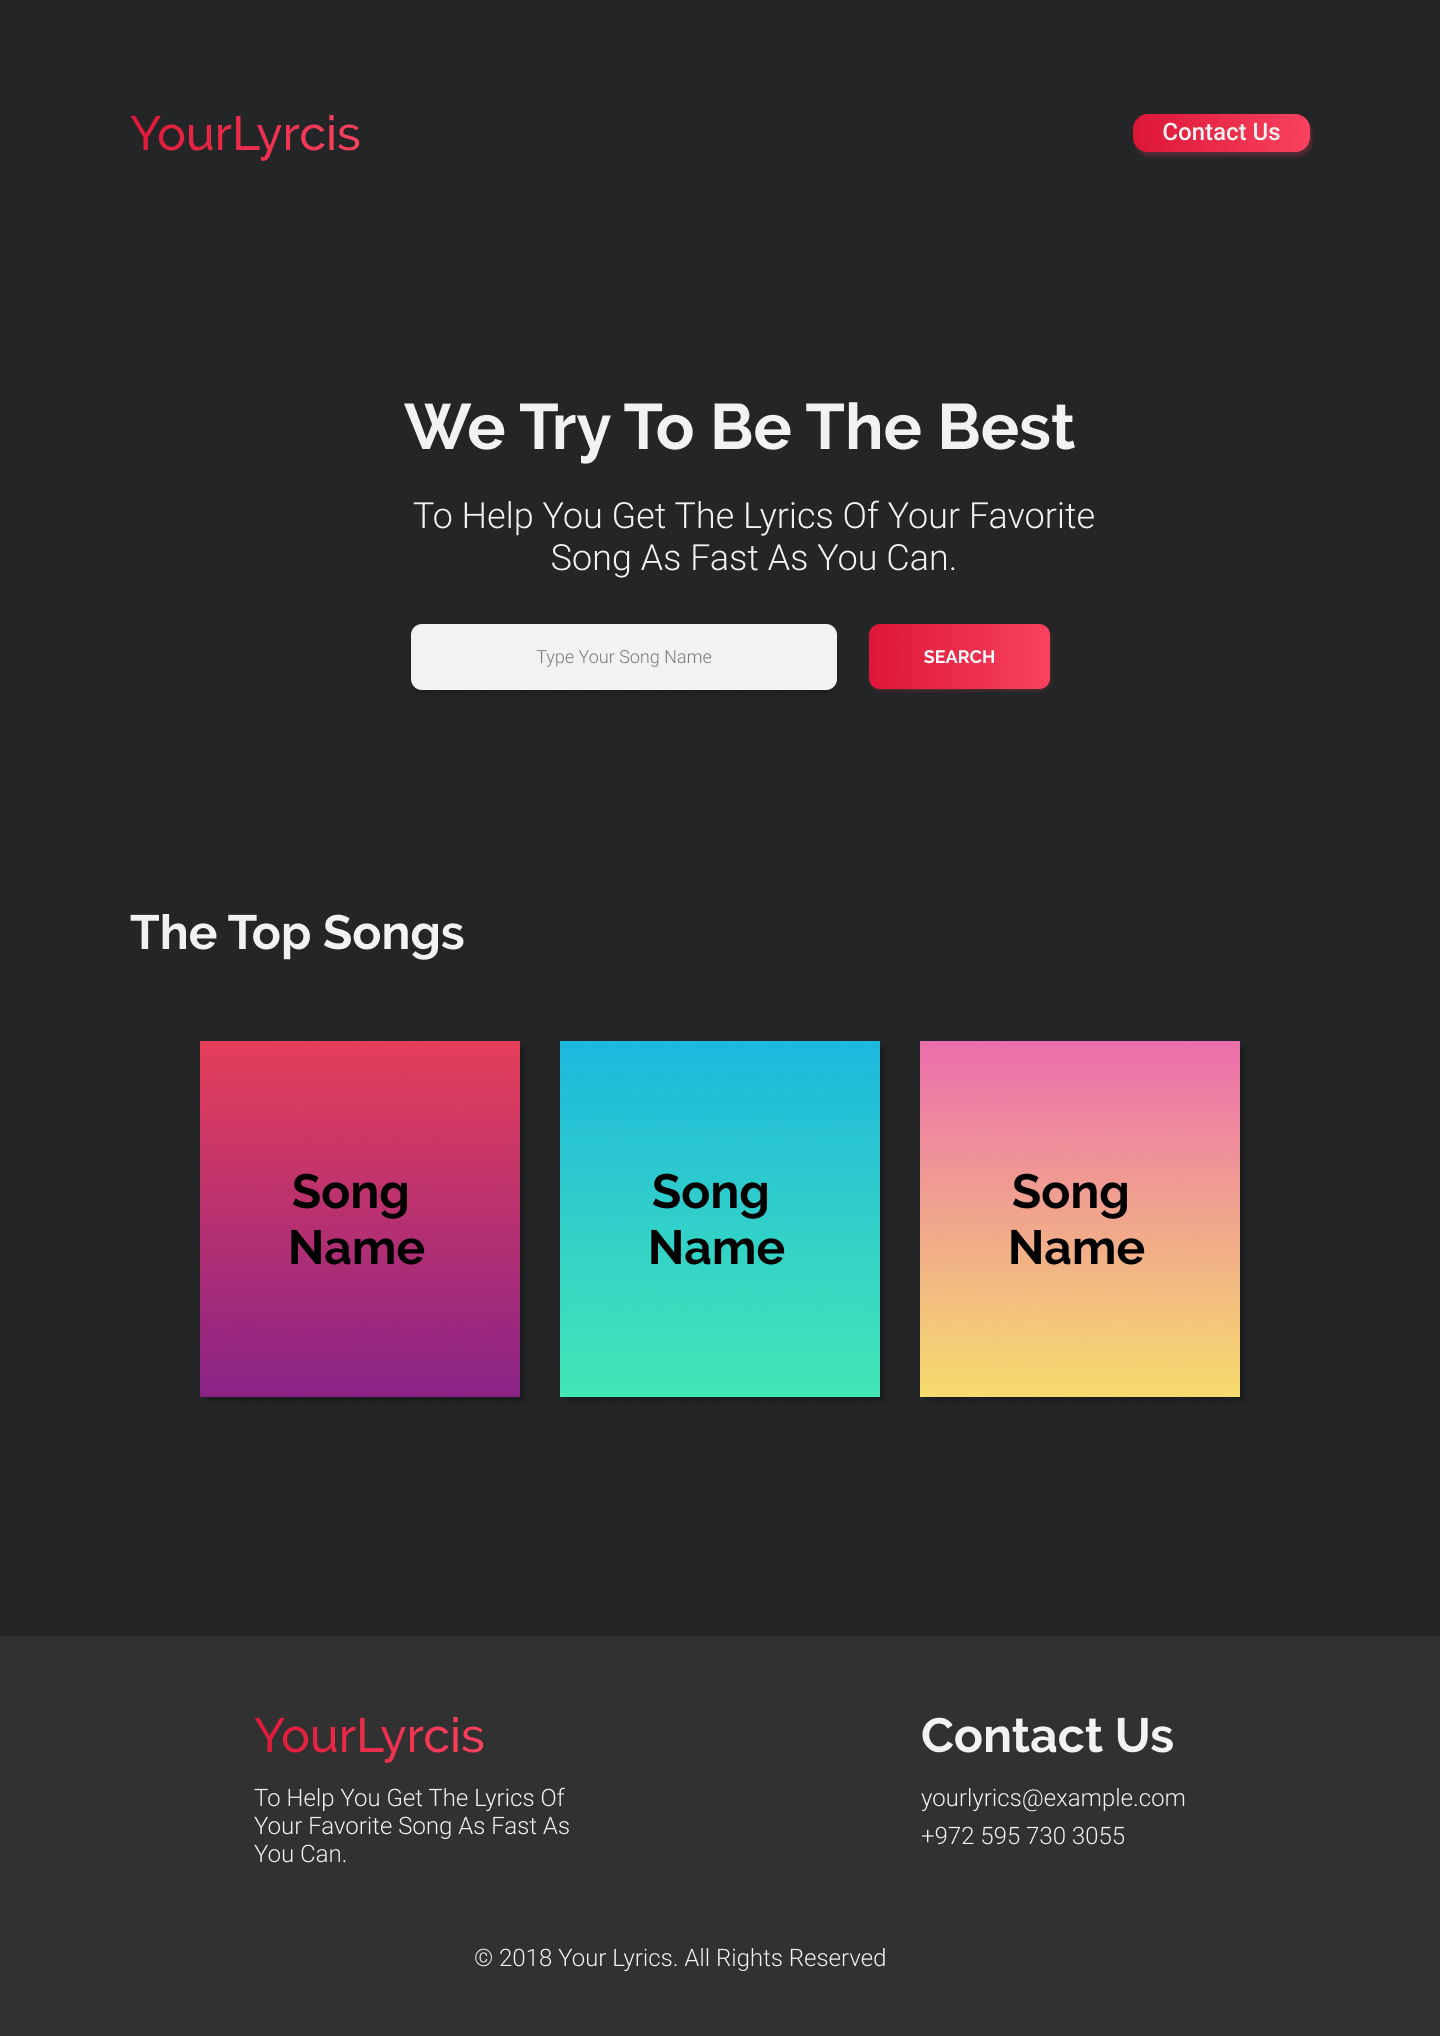 YourLyrcis
Contact Us
We Try To Be The Best
To Help You Get The Lyrics Of Your Favorite
Song As Fast As You Can.
Type Your Song Name
SEARCH
The Top Songs
Song
Name
Song
Name
Song
Name
YourLyrcis
To Help You Get The Lyrics Of
Your Favorite Song As Fast As
You Can.
Contact Us
yourlyrics@example.com
+972 595 730 3055
© 2018 Your Lyrics. All Rights Reserved